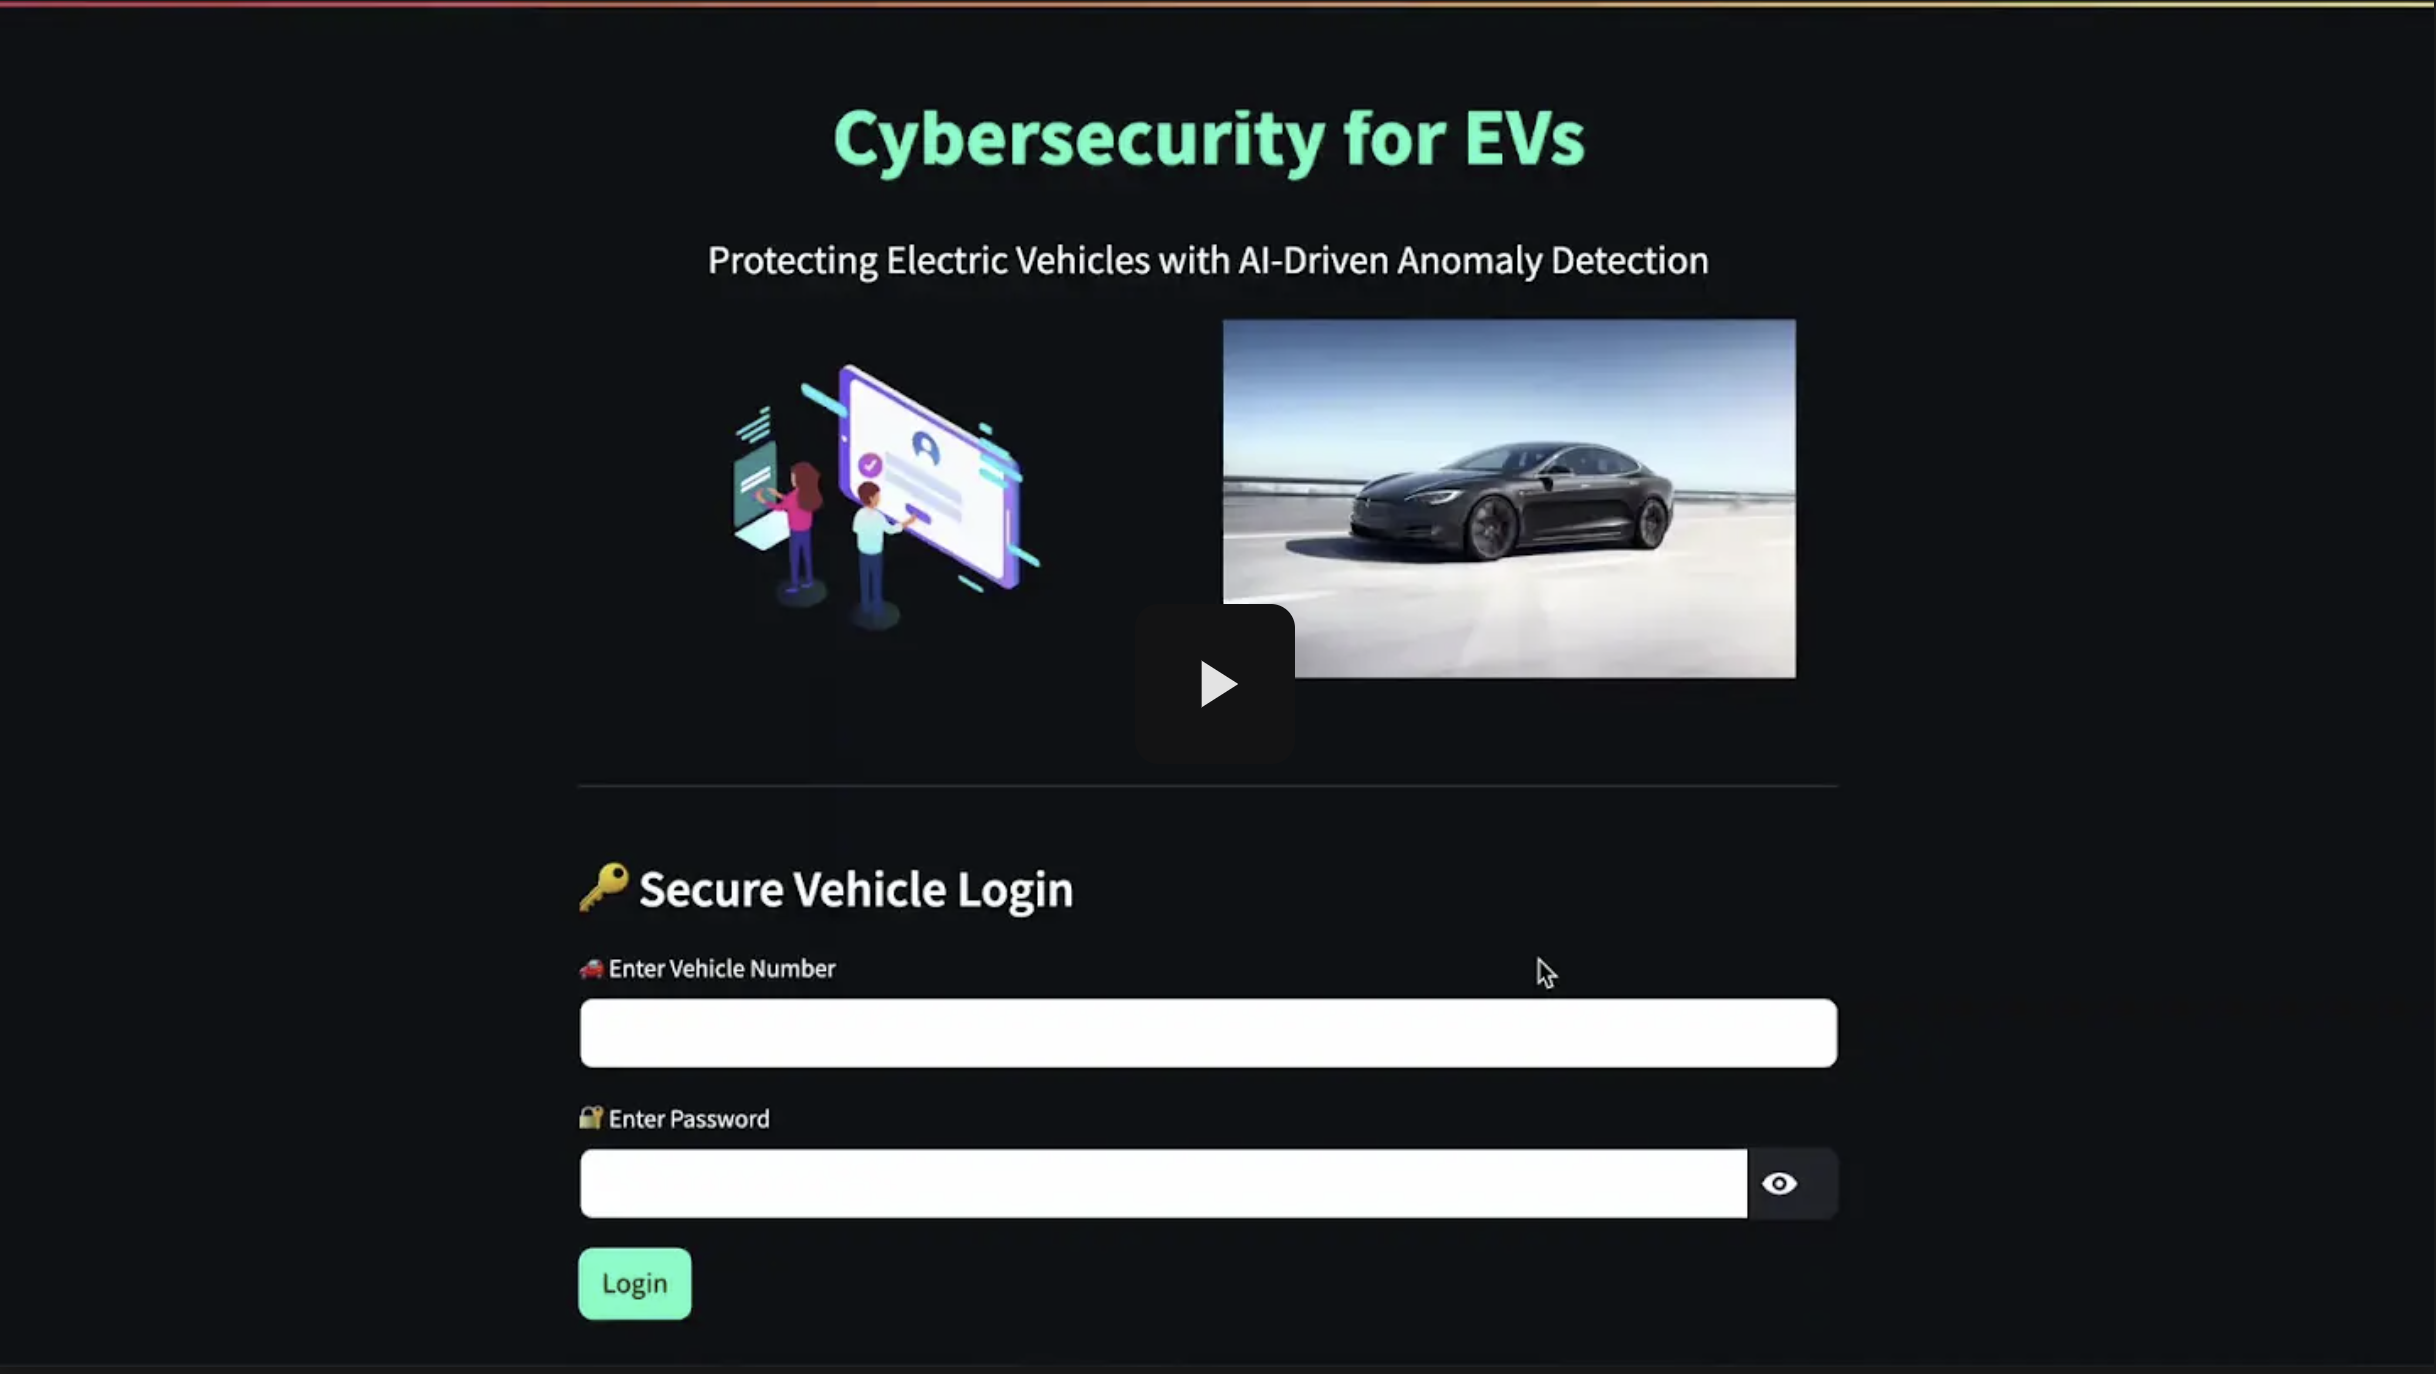 Cybersecurity for EVs
Protecting Electric Vehicles with AI-Driven Anomaly Detection
🔑 Secure Vehicle Login
🚗 Enter Vehicle Number
🔐 Enter Password
Login